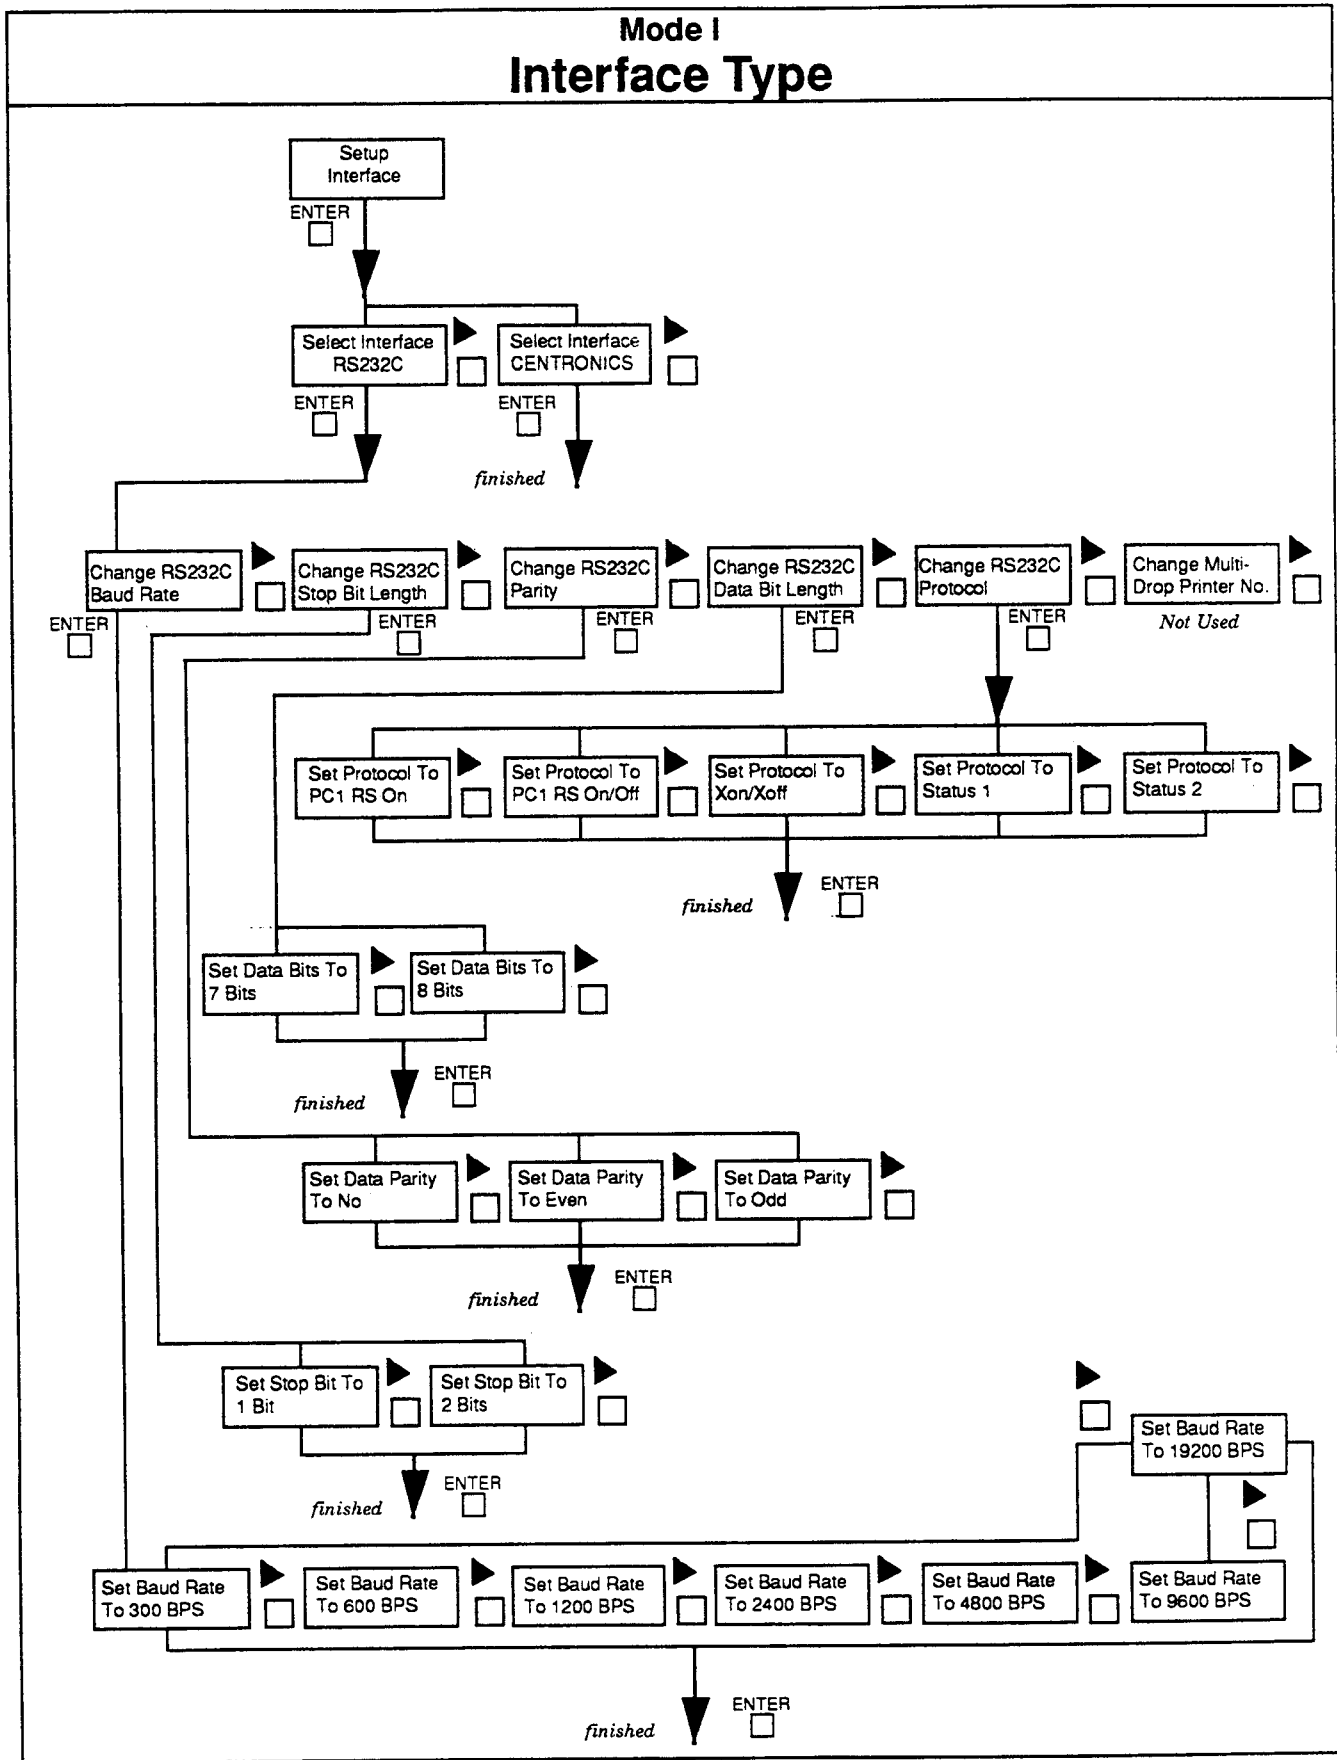 Mode I
Interface Type
Setup
Interface
ENTER
Select Interface
RS232C
Select Interface
CENTRONICS
ENTER
ENTER
finished
Change RS232C
Baud Rate
Change RS232C
Stop Bit Length
Change RS232C
Parity
Change RS232C
Data Bit Length
Change RS232C
Protocol
Change Multi-
Drop Printer No.
ENTER
ENTER
ENTER
ENTER
ENTER
Not Used
Set Protocol To
PC1 RS On
Set Protocol To
PC1 RS On/Off
Set Protocol To
Xon/Xoff
Set Protocol To
Status 1
Set Protocol To
Status 2
ENTER
finished
Set Data Bits To
7 Bits
Set Data Bits To
8 Bits
ENTER
finished
Set Data Parity
To No
Set Data Parity
To Even
Set Data Parity
To Odd
ENTER
finished
Set Stop Bit To
1 Bit
Set Stop Bit To
2 Bits
ENTER
finished
Set Baud Rate
To 19200 BPS
Set Baud Rate
To 300 BPS
Set Baud Rate
To 600 BPS
Set Baud Rate
To 1200 BPS
Set Baud Rate
To 2400 BPS
Set Baud Rate
To 4800 BPS
Set Baud Rate
To 9600 BPS
ENTER
finished